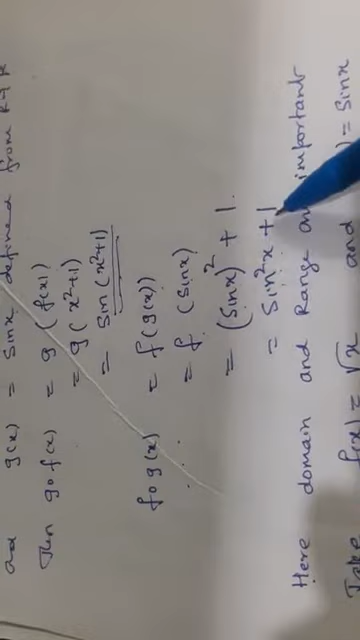 and g(x) = Sinx defined from R→R
Then gof(x) = g(f(x))
= g(x²+1)
= Sin(x²+1)
fog(x) = f(g(x))
= f(Sinx)
= (Sinx)² + 1.
= Sin²x + 1
Here domain and Range are important
Take f(x) = √x and = Sinx